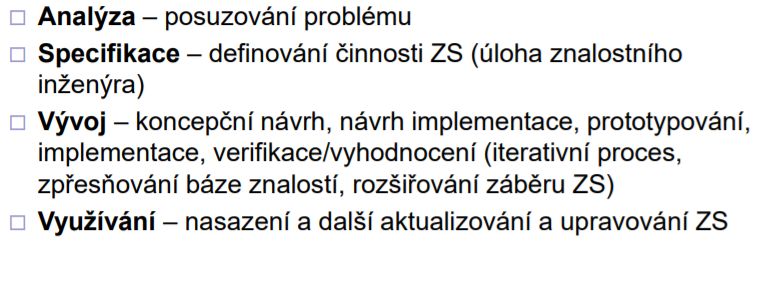 Analýza – posuzování problému
Specifikace – definování činnosti ZS (úloha znalostního
inženýra)
Vývoj – koncepční návrh, návrh implementace, prototypování,
implementace, verifikace/vyhodnocení (iterativní proces,
zpřesňování báze znalostí, rozšiřování záběru ZS)
Využívání – nasazení a další aktualizování a upravování ZS